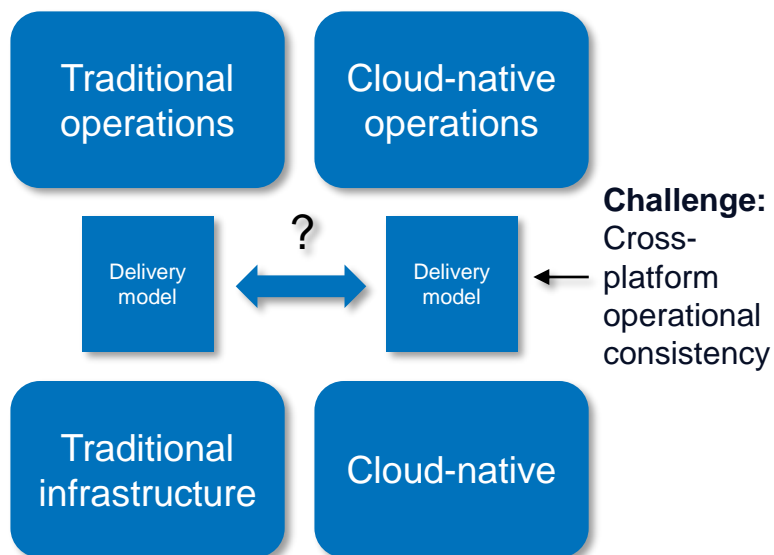 Traditional
operations
Cloud-native
operations
?
Delivery
model
Delivery
model
Challenge:
Cross-
platform
operational
consistency
Traditional
infrastructure
Cloud-native